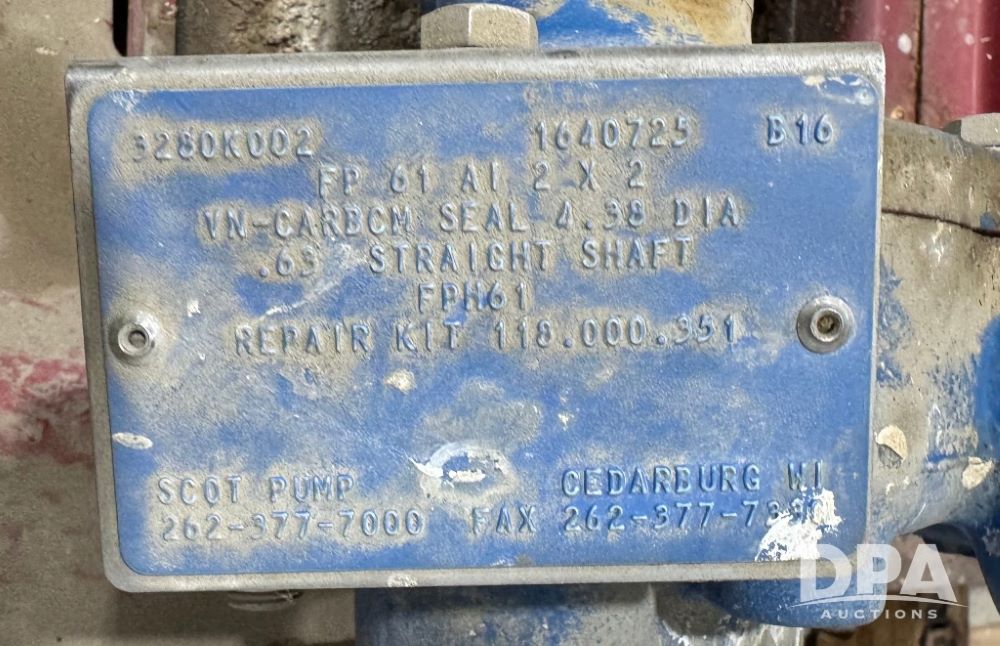 3280K002 1640725 B16
FP 61 AI 2 X 2
VN-CARBCM SEAL 4.38 DIA
.63 STRAIGHT SHAFT
FPH61
REPAIR KIT 118.000.351
SCOT PUMP CEDARBURG WI
262-377-7000 FAX
DPA
AUCTIONS